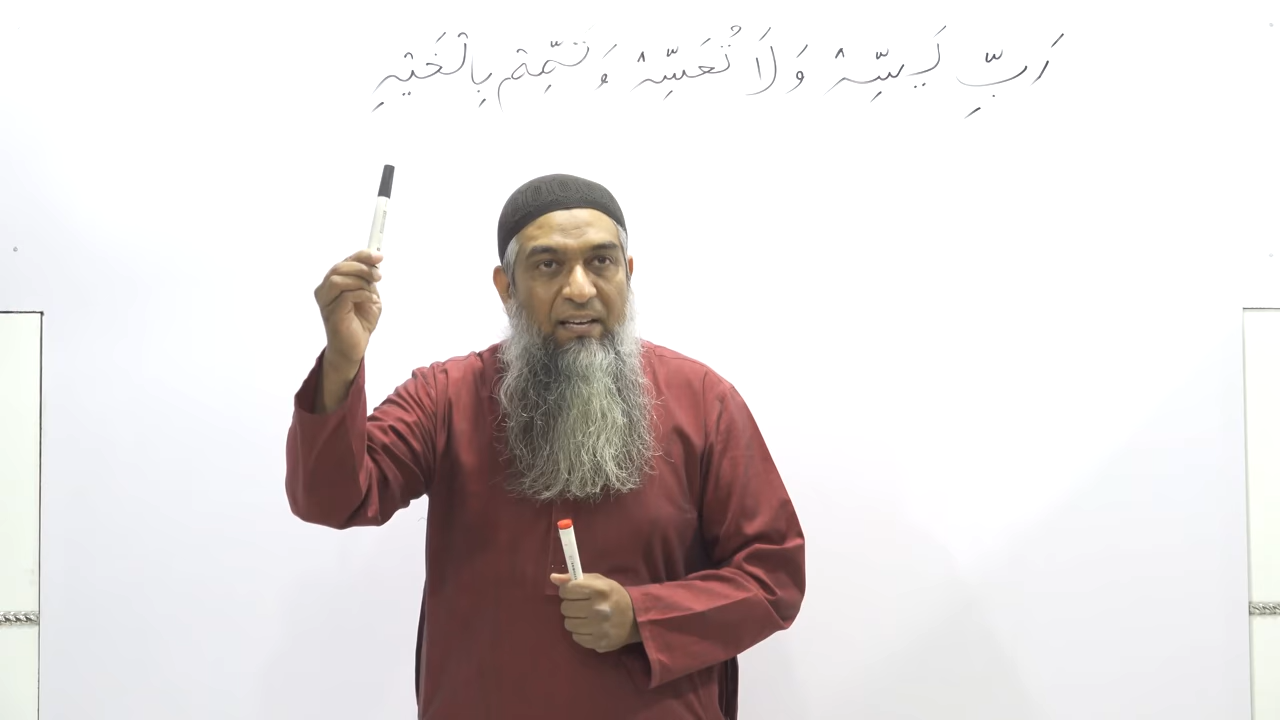 رَبِّ يَسِّرْ وَلَا تُعَسِّرْ وَتَمِّمْ بِالْخَيْرِ